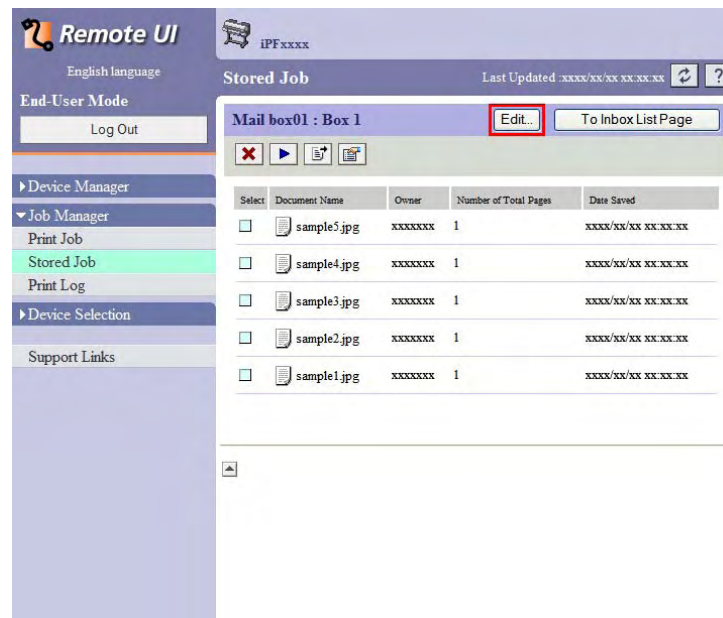 Remote UI
English language
End-User Mode
Log Out
Device Manager
Job Manager
Print Job
Stored Job
Print Log
Device Selection
Support Links
iPFxxxx
Stored Job Last Updated :xxxx/xx/xx xx:xx:xx ?
Mail box01 : Box 1 Edit... To Inbox List Page
Select Document Name Owner Number of Total Pages Date Saved
sample5.jpg xxxxxxx 1 xxxx/xx/xx xx:xx:xx
sample4.jpg xxxxxxx 1 xxxx/xx/xx xx:xx:xx
sample3.jpg xxxxxxx 1 xxxx/xx/xx xx:xx:xx
sample2.jpg xxxxxxx 1 xxxx/xx/xx xx:xx:xx
sample1.jpg xxxxxxx 1 xxxx/xx/xx xx:xx:xx